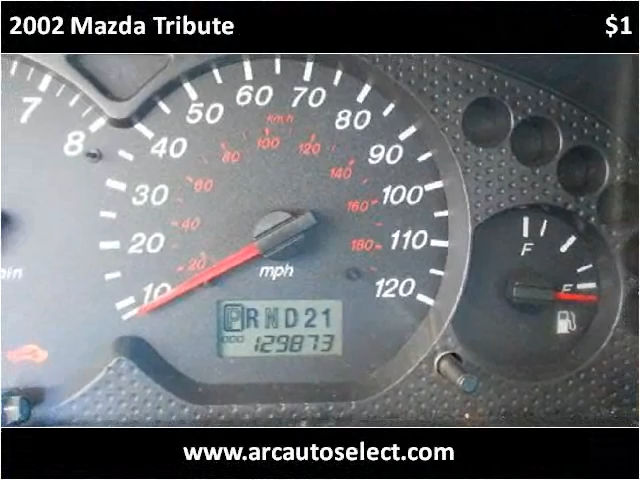 2002 Mazda Tribute $1
7 8
10 20 30 40 50 60 70 80 90 100 110 120
km/h
20 40 60 80 100 120 140 160 180
mph
F
E
PRND21
000 129873
www.arcautoselect.com